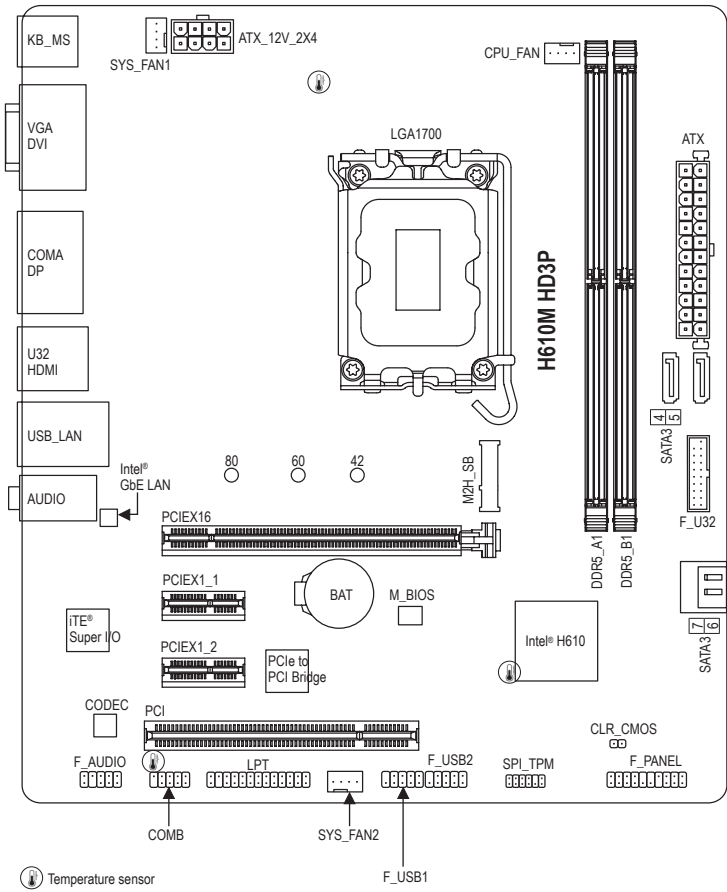 KB_MS
SYS_FAN1
ATX_12V_2X4
CPU_FAN
VGA
DVI
LGA1700
ATX
COMA
DP
H610M HD3P
U32
HDMI
4 5
SATA3
USB_LAN
Intel®
GbE LAN
80
60
42
M2H_SB
AUDIO
F_U32
PCIEX16
DDR5_A1
DDR5_B1
PCIEX1_1
BAT
M_BIOS
iTE®
Super I/O
Intel® H610
7 6
SATA3
PCIEX1_2
PCIe to
PCI Bridge
CODEC
PCI
CLR_CMOS
F_AUDIO
LPT
F_USB2
SPI_TPM
F_PANEL
COMB
SYS_FAN2
F_USB1
Temperature sensor